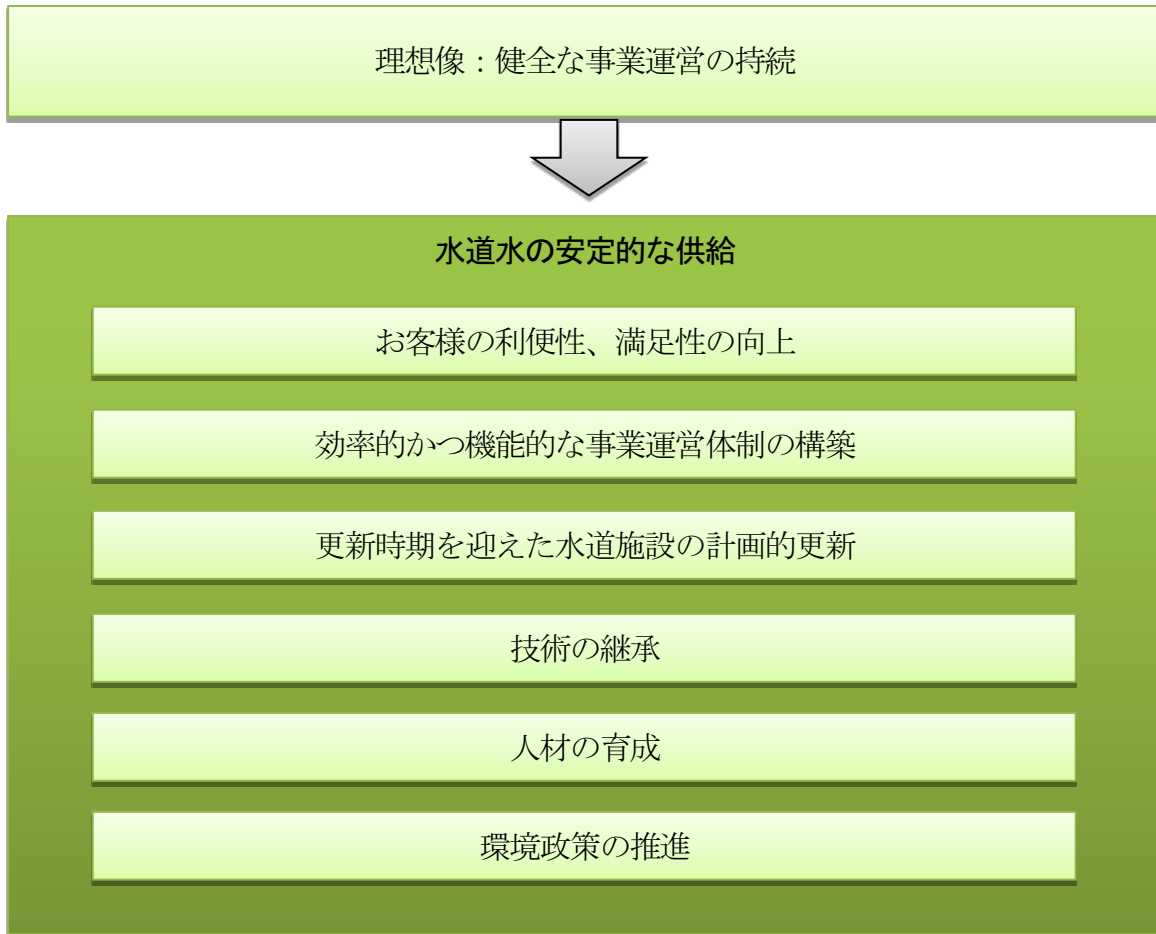 理想像：健全な事業運営の持続
水道水の安定的な供給
お客様の利便性、満足性の向上
効率的かつ機能的な事業運営体制の構築
更新時期を迎えた水道施設の計画的更新
技術の継承
人材の育成
環境政策の推進